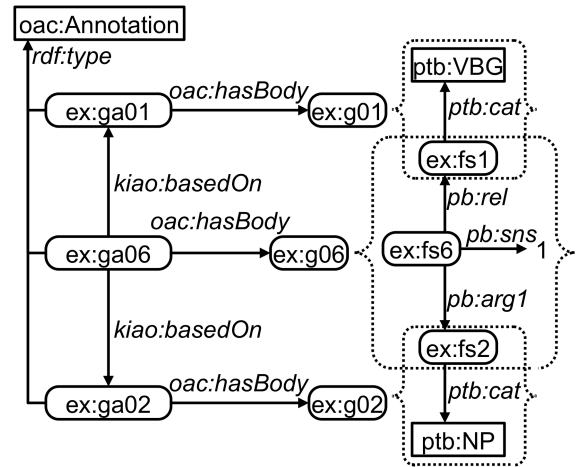 oac:Annotation
rdf:type
ptb:VBG
oac:hasBody
ptb:cat
ex:ga01
ex:g01
ex:fs1
kiao:basedOn
pb:rel
oac:hasBody
pb:sns
ex:ga06
ex:g06
ex:fs6
1
pb:arg1
kiao:basedOn
ex:fs2
oac:hasBody
ptb:cat
ex:ga02
ex:g02
ptb:NP